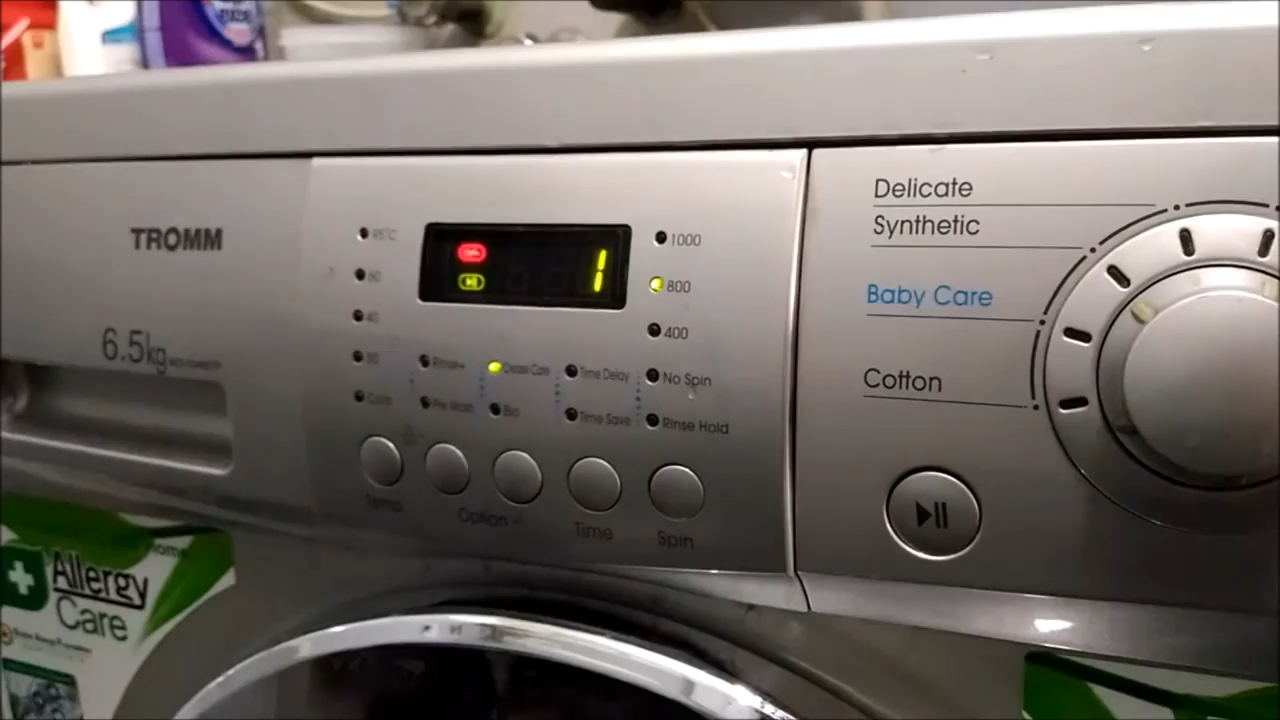 TROMM
6.5kg
95°C
60
40
30
Cold
1
1000
800
400
No Spin
Rinse Hold
Rinse+
Pre Wash
Crease Care
Bio
Time Delay
Time Save
Temp
Option
Time
Spin
Delicate
Synthetic
Baby Care
Cotton
Allergy
Care